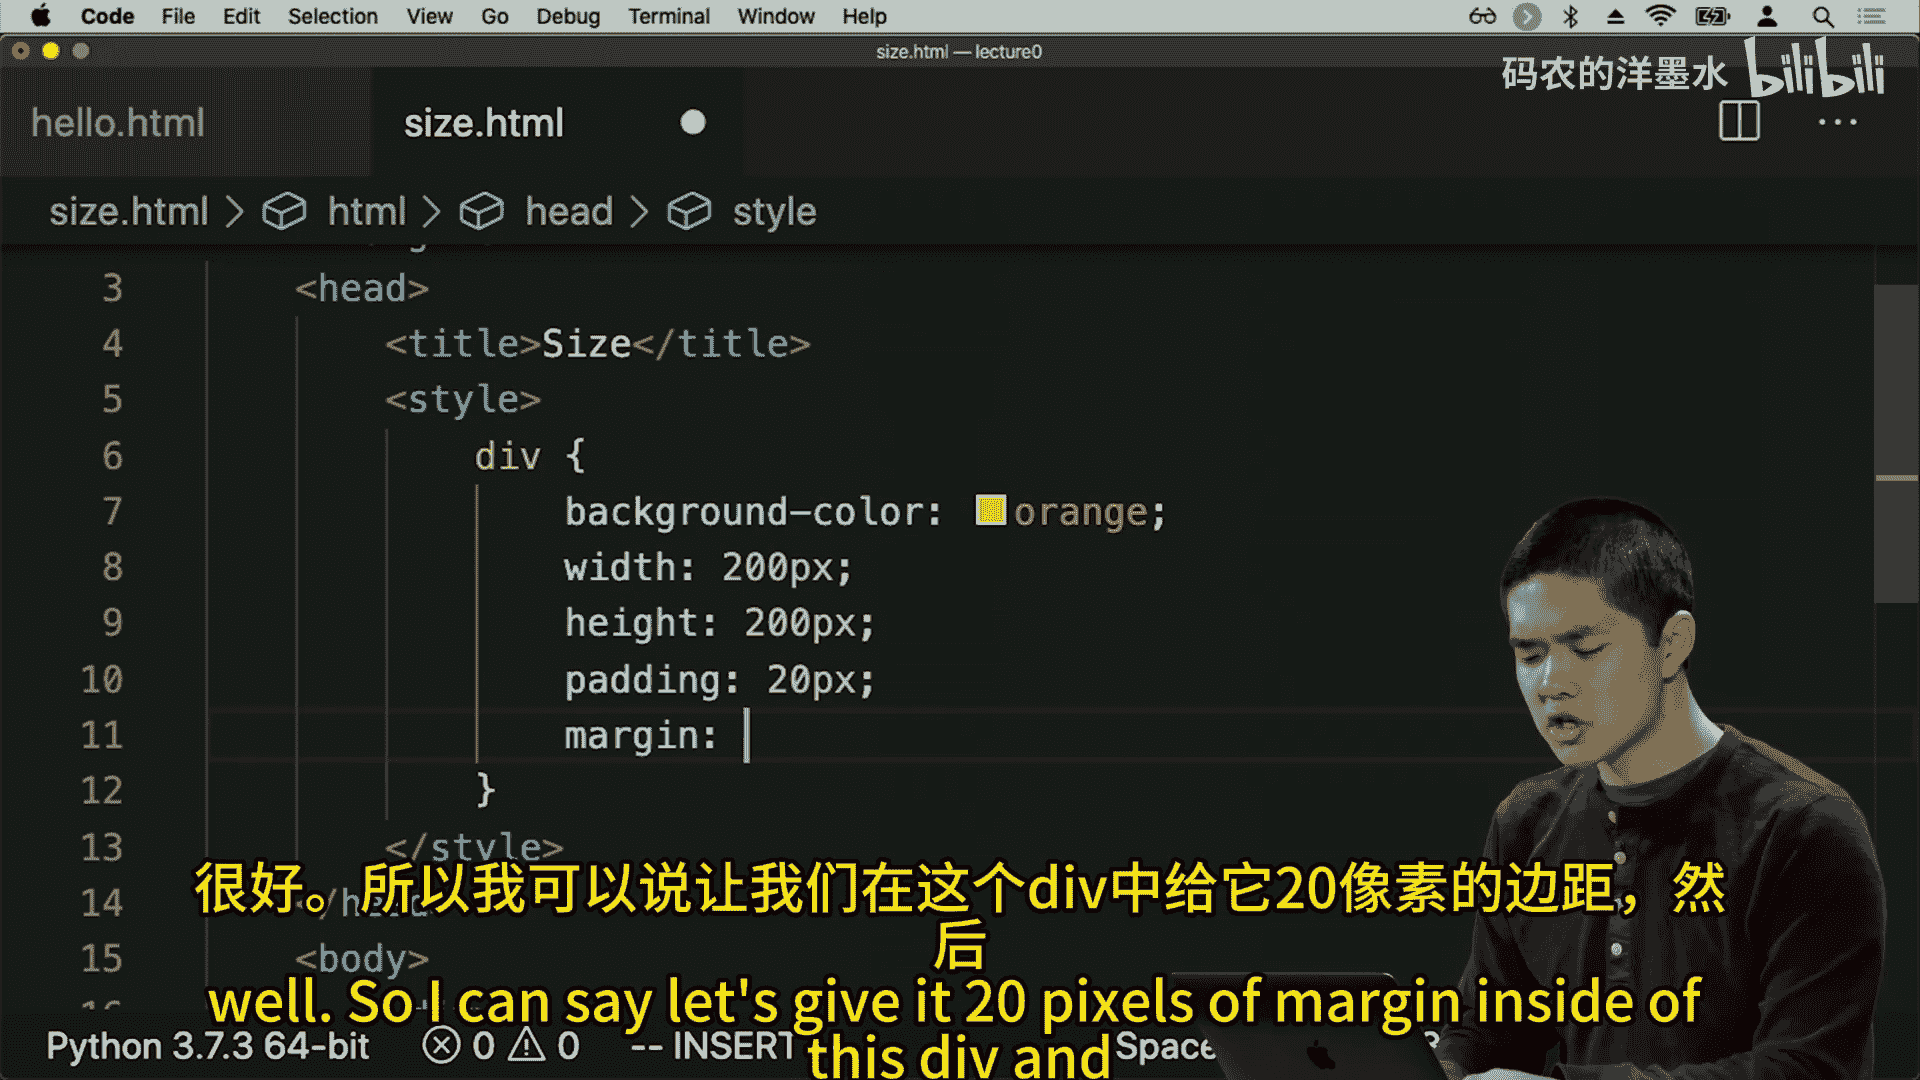 Code File Edit Selection View Go Debug Terminal Window Help
size.html — lecture0
码农的洋墨水 bilibili
hello.html size.html
size.html > html > head > style
3 <head>
4 <title>Size</title>
5 <style>
6 div {
7 background-color: orange;
8 width: 200px;
9 height: 200px;
10 padding: 20px;
11 margin:
12 }
13 </style>
14 </head>
15 <body>
很好。所以我可以说让我们在这个div中给它20像素的边距，然
后
well. So I can say let's give it 20 pixels of margin inside of
this div and
Python 3.7.3 64-bit 0 0 -- INSERT